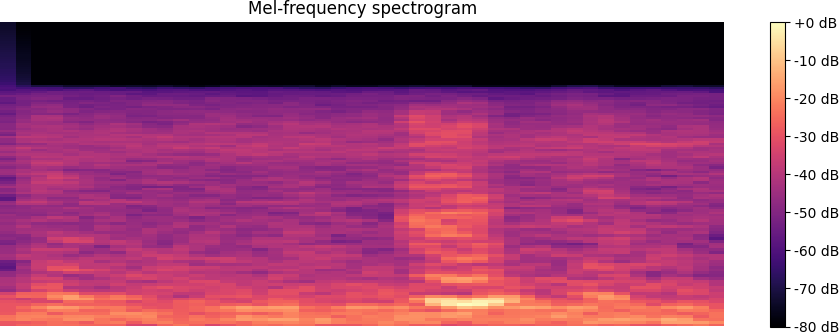 Mel-frequency spectrogram
+0 dB
-10 dB
-20 dB
-30 dB
-40 dB
-50 dB
-60 dB
-70 dB
-80 dB